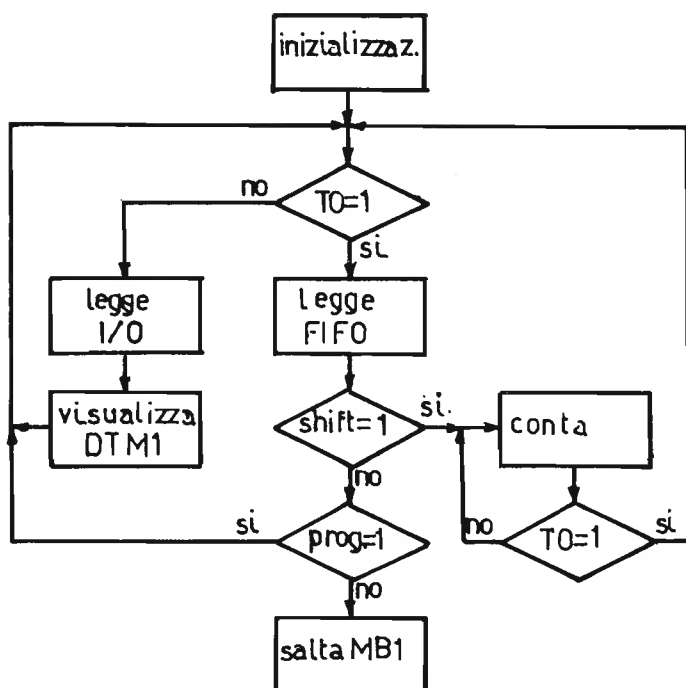 inizializzaz.
no
T0=1
si
legge
I/O
legge
FIFO
visualizza
DTM1
shift=1
si.
conta
no
si
prog.=1
no
T0=1
si
no
salta MB1